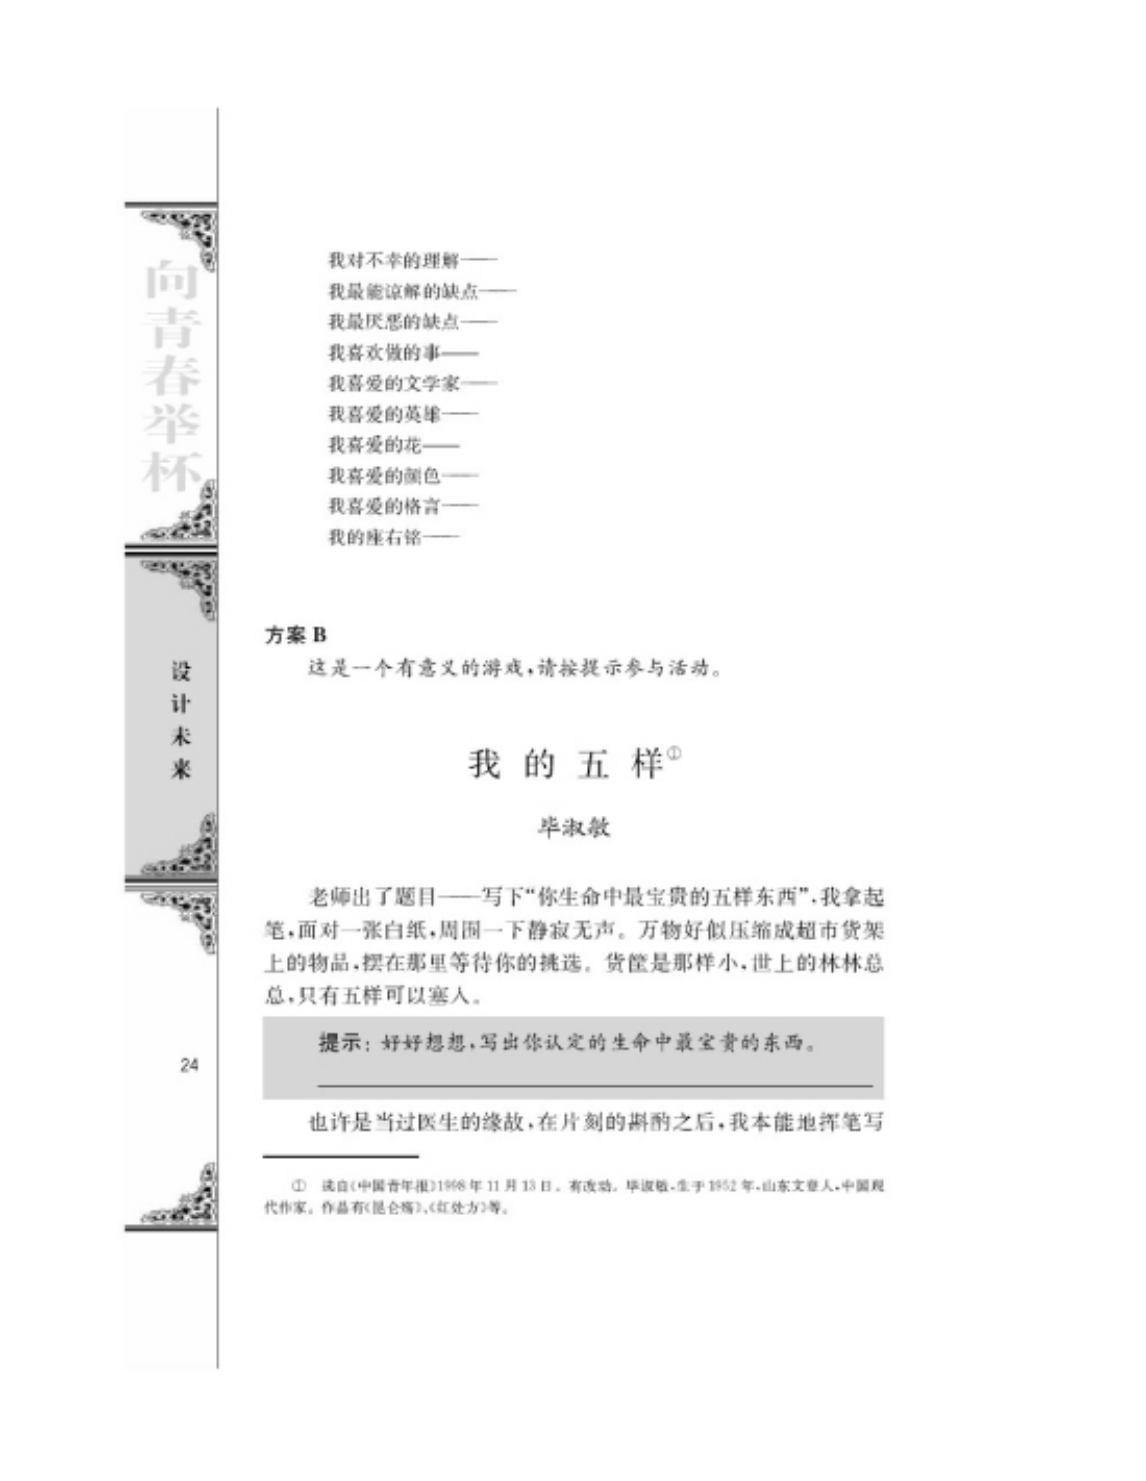 向青春举杯
设计未来
24
我对不幸的理解——
我最能谅解的缺点——
我最厌恶的缺点——
我喜欢做的事——
我喜爱的文学家——
我喜爱的英雄——
我喜爱的花——
我喜爱的颜色——
我喜爱的格言——
我的座右铭——
方案 B
这是一个有意义的游戏,请按提示参与活动。
我的五样①
毕淑敏
老师出了题目——写下“你生命中最宝贵的五样东西”,我拿起
笔,面对一张白纸,周围一下静寂无声。万物好似压缩成超市货架
上的物品,摆在那里等待你的挑选。货筐是那样小,世上的林林总
总,只有五样可以塞入。
提示:好好想想,写出你认定的生命中最宝贵的东西。
也许是当过医生的缘故,在片刻的斟酌之后,我本能地挥笔写
① 选自《中国青年报》1998 年 11 月 13 日。有改动。毕淑敏,生于 1952 年,山东文登人,中国现
代作家。作品有《昆仑殇》、《红处方》等。